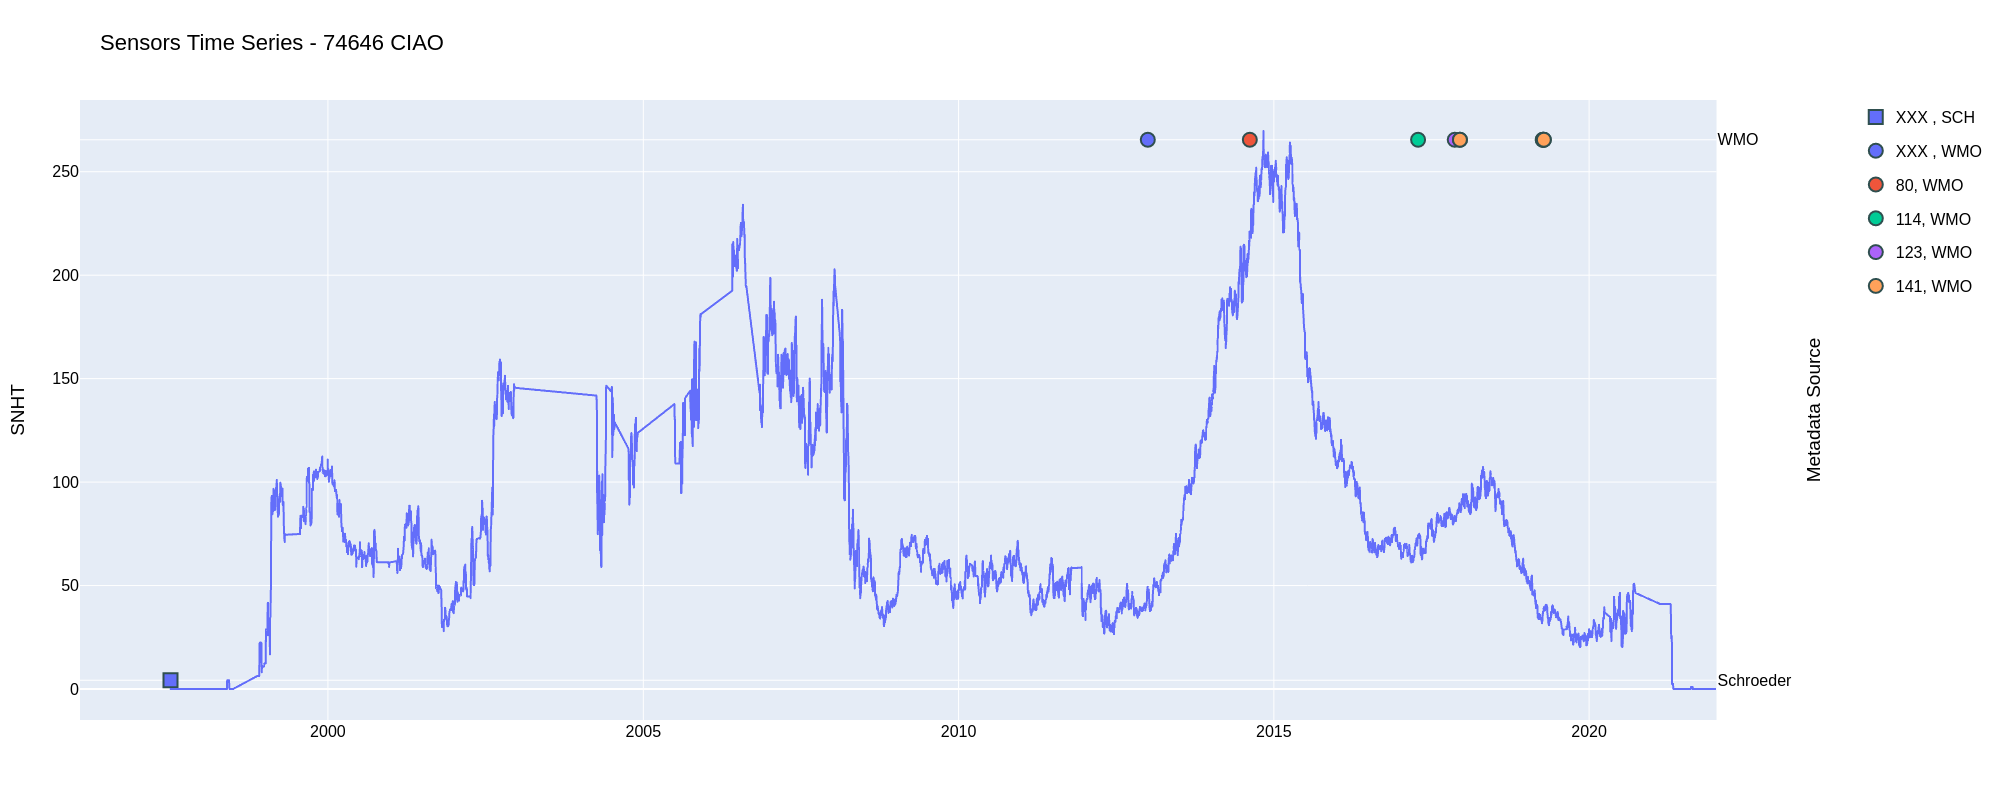 Sensors Time Series - 74646 CIAO
SNHT
250
200
150
100
50
0
2000
2005
2010
2015
2020
WMO
Schroeder
Metadata Source
XXX , SCH
XXX , WMO
80, WMO
114, WMO
123, WMO
141, WMO